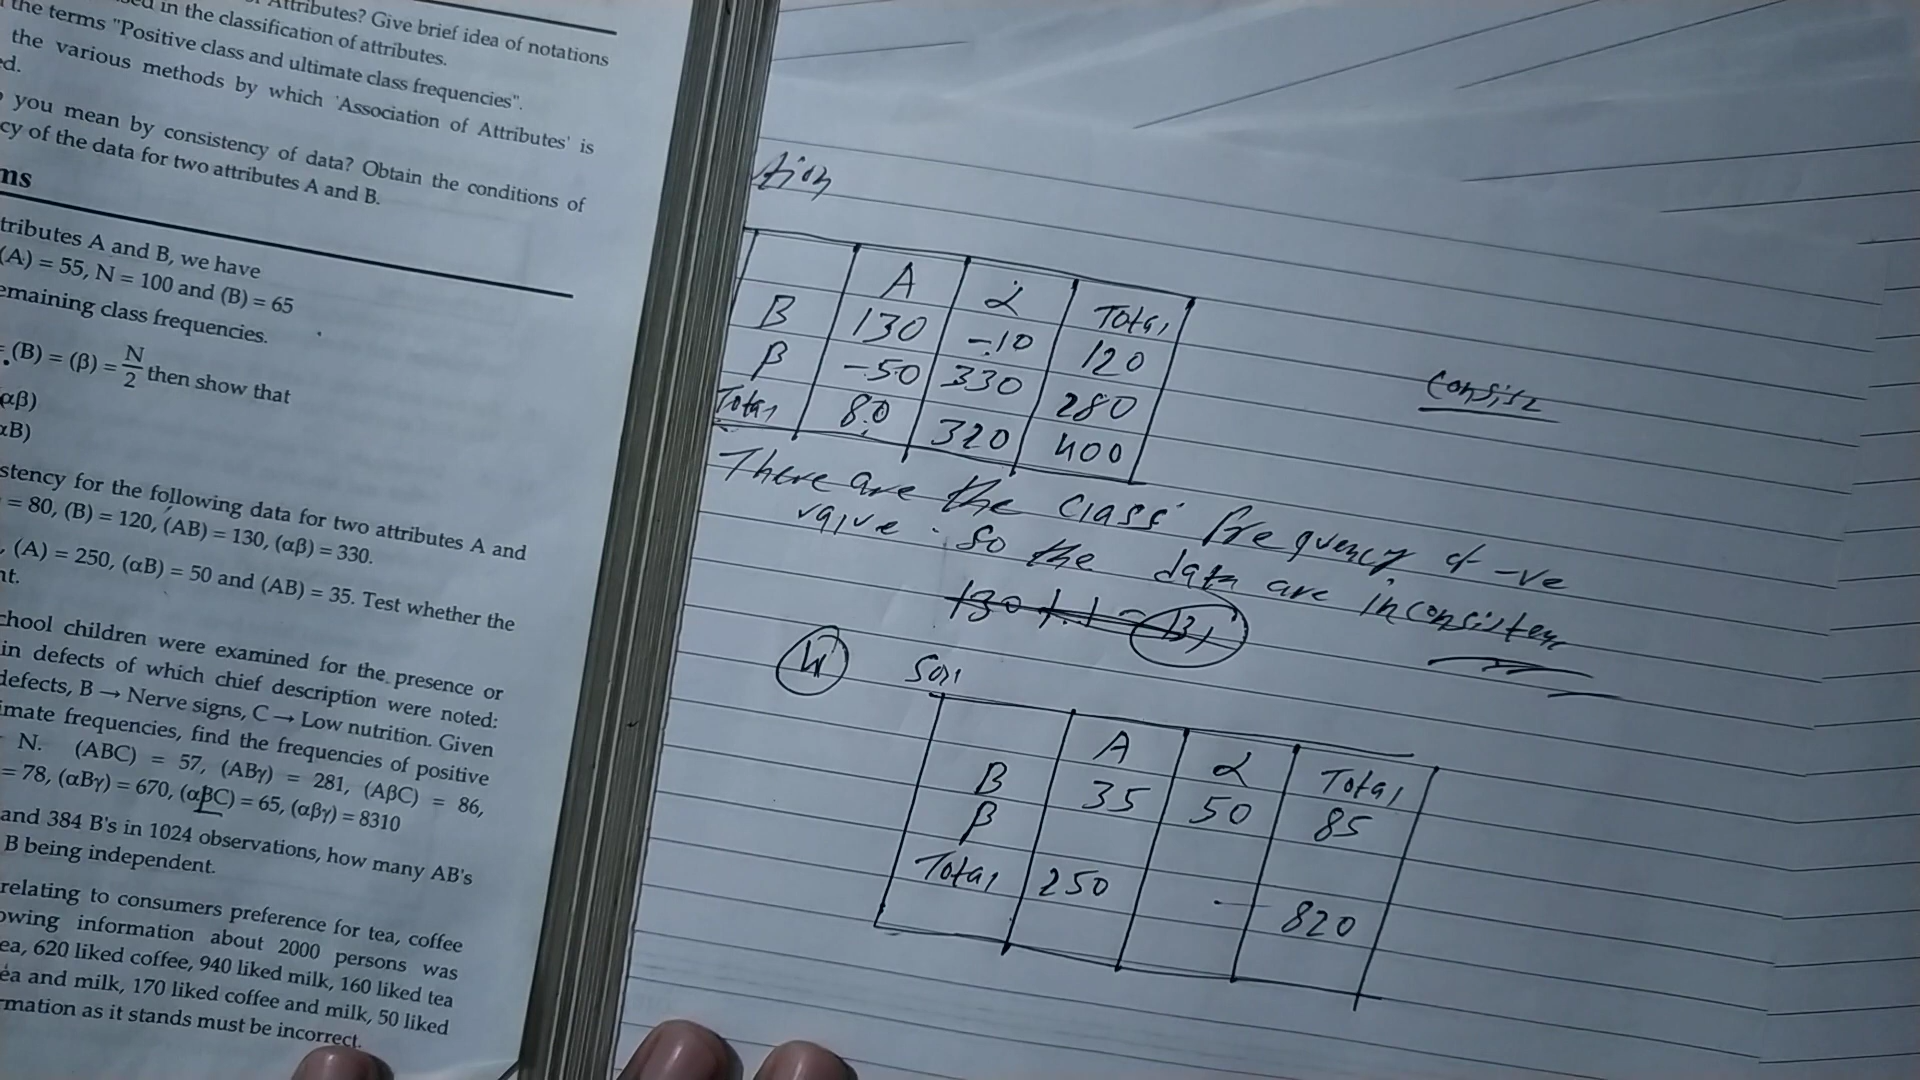 Attributes? Give brief idea of notations
in the classification of attributes.
the terms "Positive class and ultimate class frequencies".
the various methods by which 'Association of Attributes' is
ed.
you mean by consistency of data? Obtain the conditions of
cy of the data for two attributes A and B.
ms
tributes A and B, we have
(A) = 55, N = 100 and (B) = 65
emaining class frequencies.
(B) = (β) = N/2 then show that
αβ)
αB)
stency for the following data for two attributes A and
= 80, (B) = 120, (AB) = 130, (αβ) = 330.
, (A) = 250, (αB) = 50 and (AB) = 35. Test whether the
nt.
chool children were examined for the presence or
in defects of which chief description were noted:
defects, B → Nerve signs, C → Low nutrition. Given
imate frequencies, find the frequencies of positive
N. (ABC) = 57, (ABγ) = 281, (AβC) = 86,
= 78, (αBγ) = 670, (αβC) = 65, (αβγ) = 8310
and 384 B's in 1024 observations, how many AB's
B being independent.
relating to consumers preference for tea, coffee
owing information about 2000 persons was
ea, 620 liked coffee, 940 liked milk, 160 liked tea
ea and milk, 170 liked coffee and milk, 50 liked
rmation as it stands must be incorrect.
A α Total
B 130 -10 120
β -50 330 280
Total 80 320 400
There are the class frequency of -ve
value. So the data are inconsisten
A α Total
B 35 50 85
β
Total 250 820